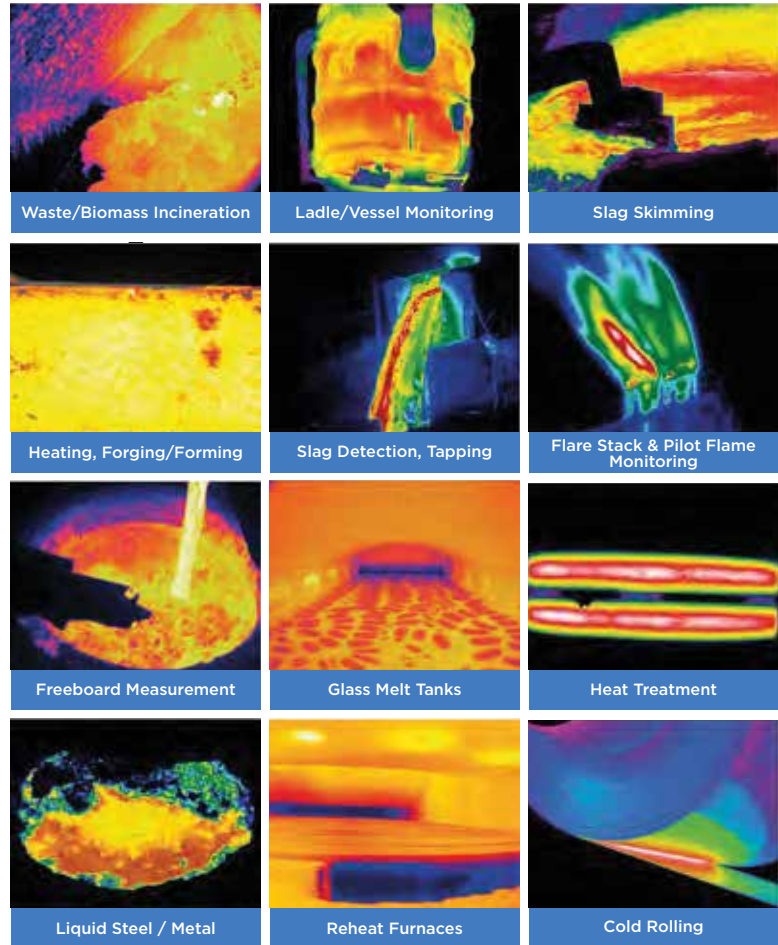 Waste/Biomass Incineration
Ladle/Vessel Monitoring
Slag Skimming
Heating, Forging/Forming
Slag Detection, Tapping
Flare Stack & Pilot Flame
Monitoring
Freeboard Measurement
Glass Melt Tanks
Heat Treatment
Liquid Steel / Metal
Reheat Furnaces
Cold Rolling